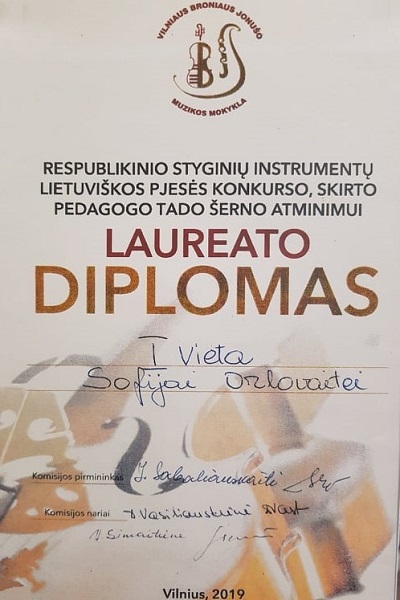 VILNIAUS BRONIAUS JONUŠO
MUZIKOS MOKYKLA
RESPUBLIKINIO STYGINIŲ INSTRUMENTŲ
LIETUVIŠKOS PJESĖS KONKURSO, SKIRTO
PEDAGOGO TADO ŠERNO ATMINIMUI
LAUREATO
DIPLOMAS
I Vieta
Sofijai Orlovaitei
Komisijos pirmininkas J. Sabaliauskaitė
Komisijos nariai
Vilnius, 2019